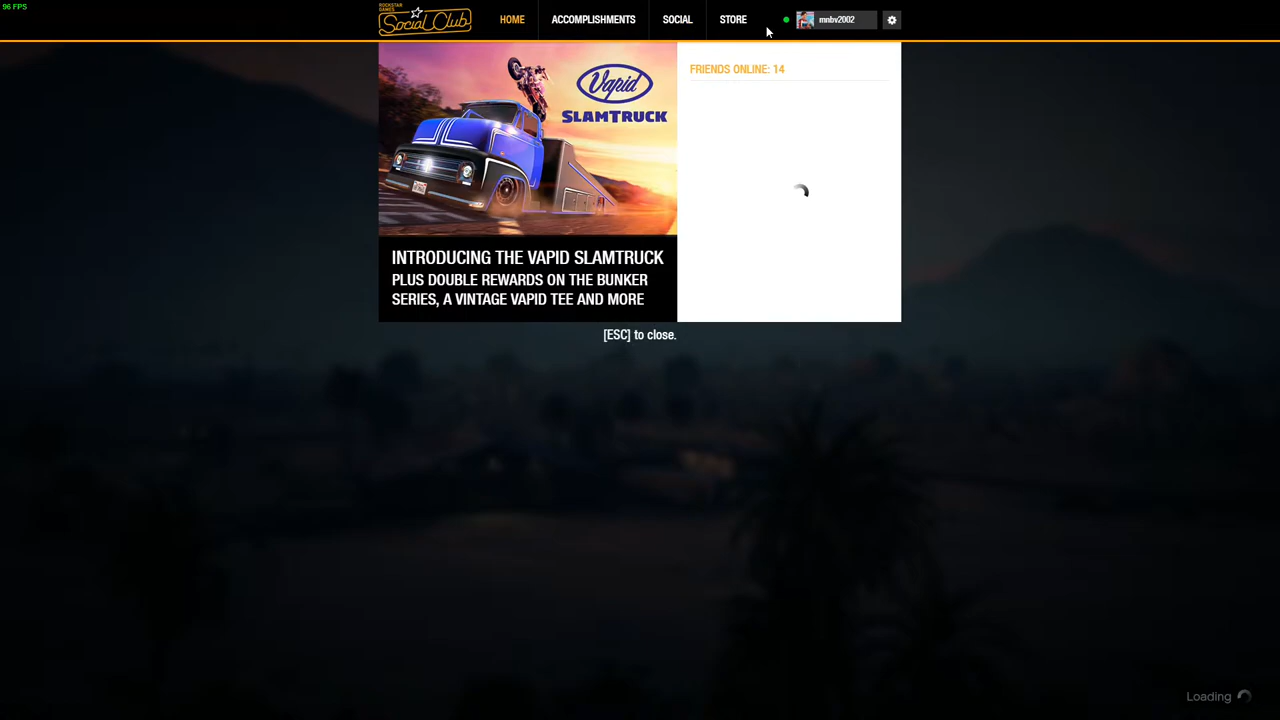 96 FPS
ROCKSTAR
GAMES
Social Club
HOME
ACCOMPLISHMENTS
SOCIAL
STORE
mnbv2002
Vapid
SLAMTRUCK
FRIENDS ONLINE: 14
INTRODUCING THE VAPID SLAMTRUCK
PLUS DOUBLE REWARDS ON THE BUNKER
SERIES, A VINTAGE VAPID TEE AND MORE
[ESC] to close.
Loading